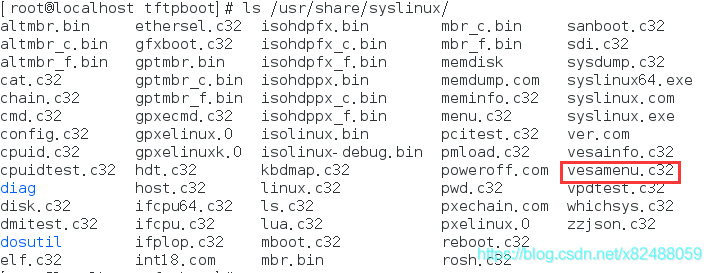 [ root@localhost tftpboot] # ls /usr/share/syslinux/
altmbr.bin ethersel.c32 isohdpfx.bin mbr_c.bin sanboot.c32
altmbr_c.bin gfxboot.c32 isohdpfx_c.bin mbr_f.bin sdi.c32
altmbr_f.bin gptmbr.bin isohdpfx_f.bin memdisk sysdump.c32
cat.c32 gptmbr_c.bin isohdppx.bin memdump.com syslinux64.exe
chain.c32 gptmbr_f.bin isohdppx_c.bin meminfo.c32 syslinux.com
cmd.c32 gpxecmd.c32 isohdppx_f.bin menu.c32 syslinux.exe
config.c32 gpxelinux.0 isolinux.bin pcitest.c32 ver.com
cpuid.c32 gpxelinuxk.0 isolinux-debug.bin pmload.c32 vesainfo.c32
cpuidtest.c32 hdt.c32 kbdmap.c32 poweroff.com vesamenu.c32
diag host.c32 linux.c32 pwd.c32 vpdtest.c32
disk.c32 ifcpu64.c32 ls.c32 pxechain.com whichsys.c32
dmitest.c32 ifcpu.c32 lua.c32 pxelinux.0 zzjson.c32
dosutil ifplop.c32 mboot.c32 reboot.c32
elf.c32 int18.com mbr.bin rosh.c32
https://blog.csdn.net/x82488059